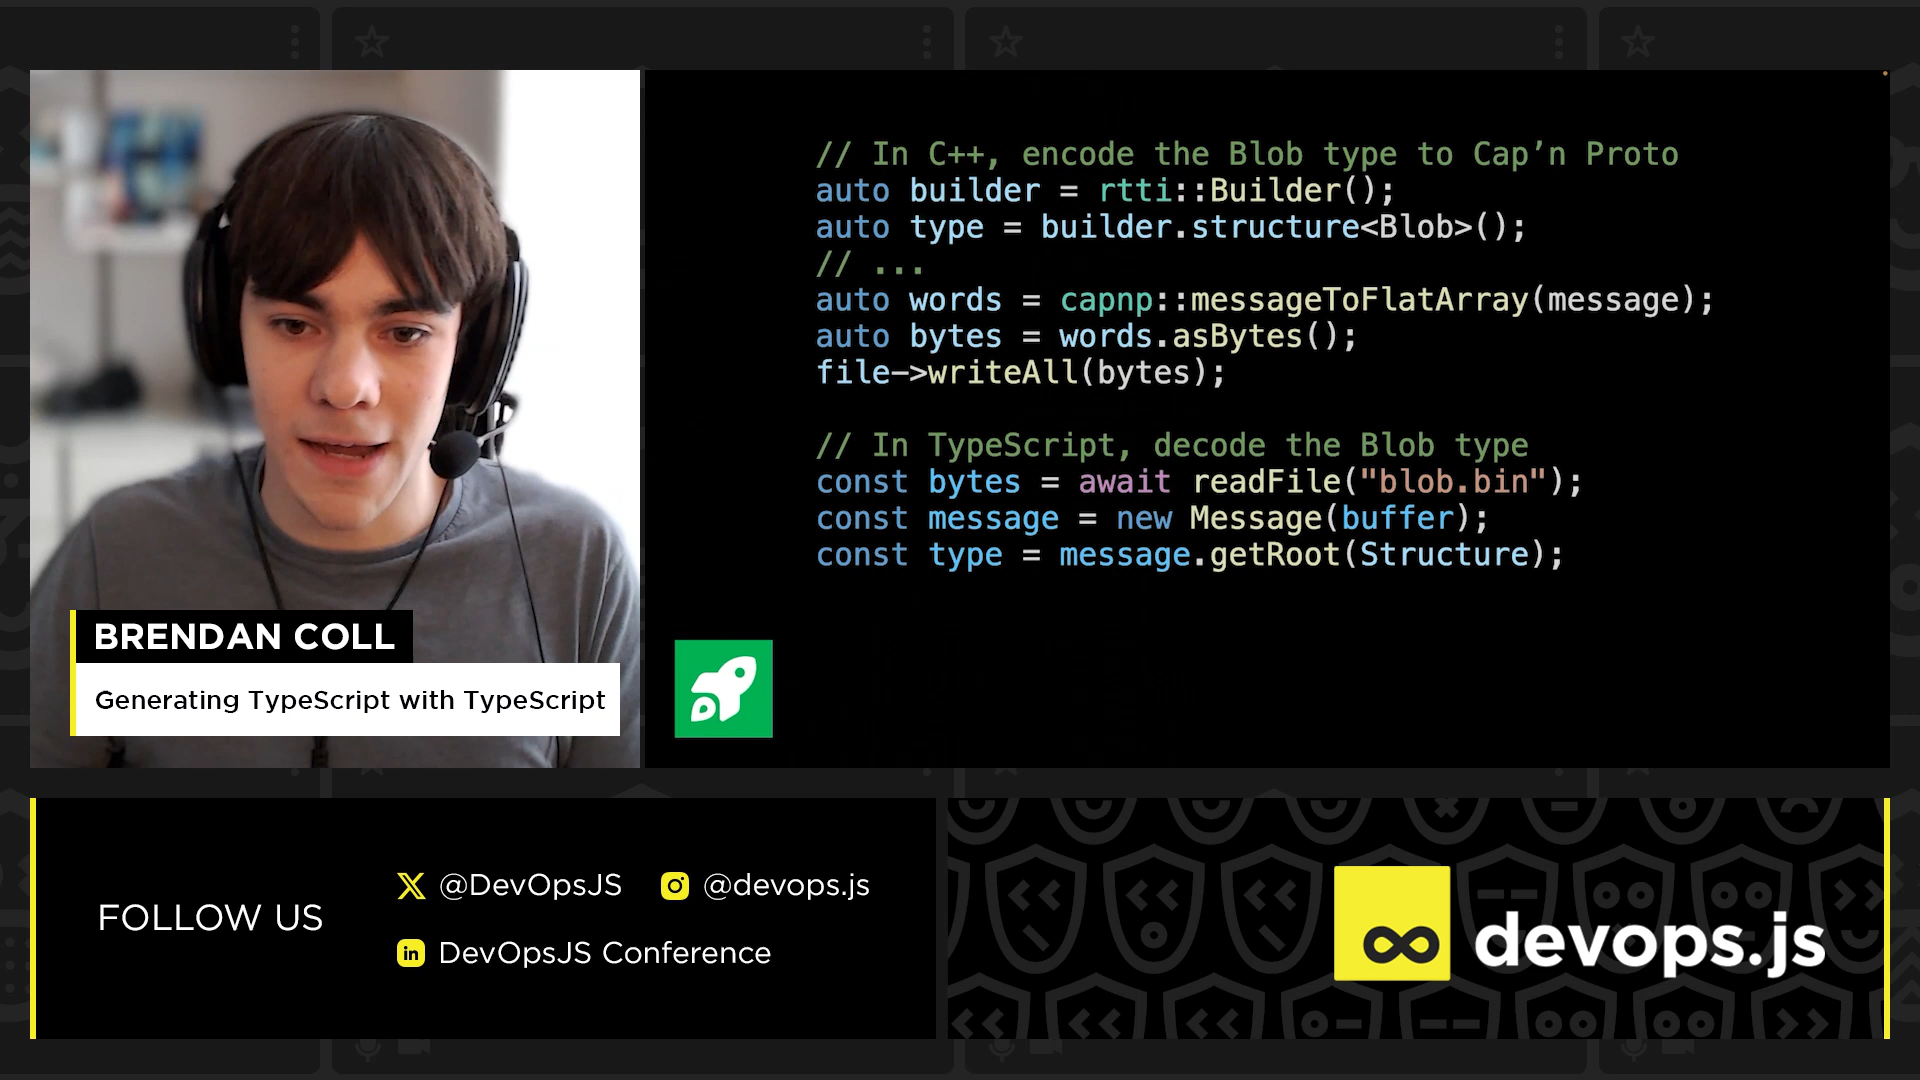 // In C++, encode the Blob type to Cap’n Proto
auto builder = rtti::Builder();
auto type = builder.structure<Blob>();
// ...
auto words = capnp::messageToFlatArray(message);
auto bytes = words.asBytes();
file->writeAll(bytes);
// In TypeScript, decode the Blob type
const bytes = await readFile("blob.bin");
const message = new Message(buffer);
const type = message.getRoot(Structure);
BRENDAN COLL
Generating TypeScript with TypeScript
FOLLOW US
@DevOpsJS
@devops.js
in
DevOpsJS Conference
devops.js